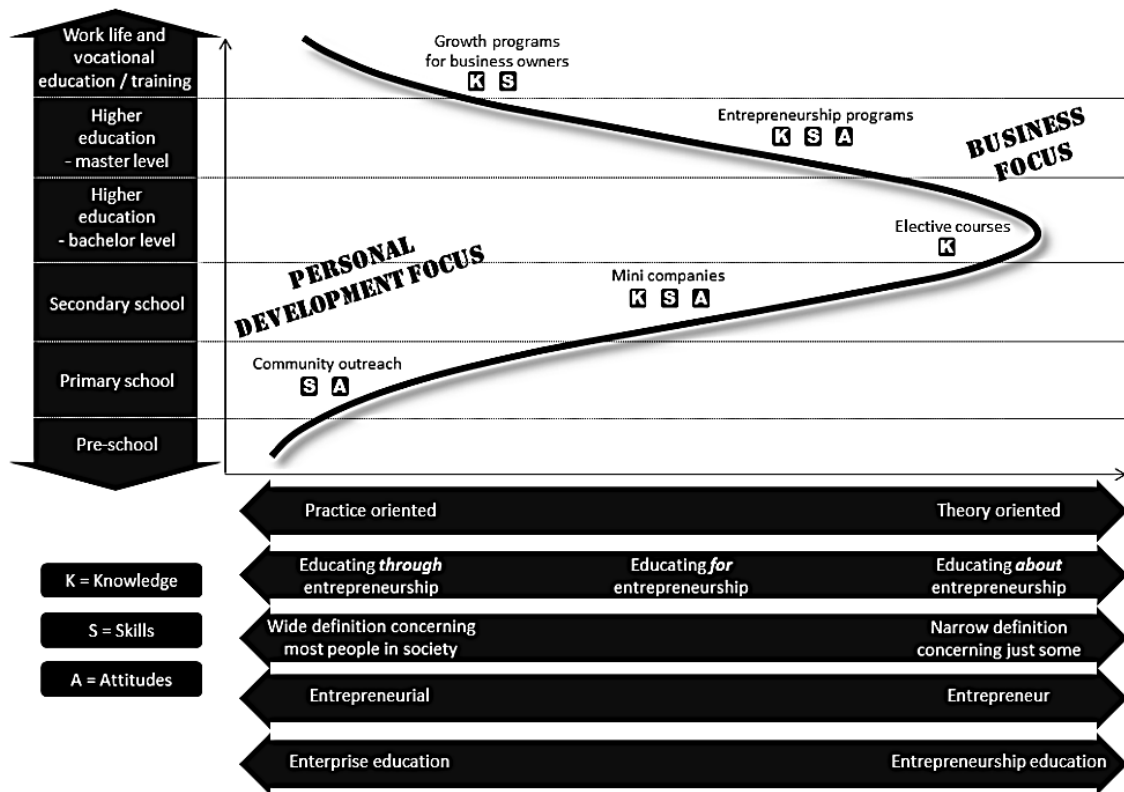 Work life and
vocational
education / training
Higher
education
- master level
Higher
education
- bachelor level
Secondary school
Primary school
Pre-school
Growth programs
for business owners
K S
Entrepreneurship programs
K S A
BUSINESS
FOCUS
Elective courses
K
PERSONAL
DEVELOPMENT FOCUS
Mini companies
K S A
Community outreach
S A
Practice oriented
Theory oriented
Educating through
entrepreneurship
Educating for
entrepreneurship
Educating about
entrepreneurship
Wide definition concerning
most people in society
Narrow definition
concerning just some
Entrepreneurial
Entrepreneur
Enterprise education
Entrepreneurship education
K = Knowledge
S = Skills
A = Attitudes